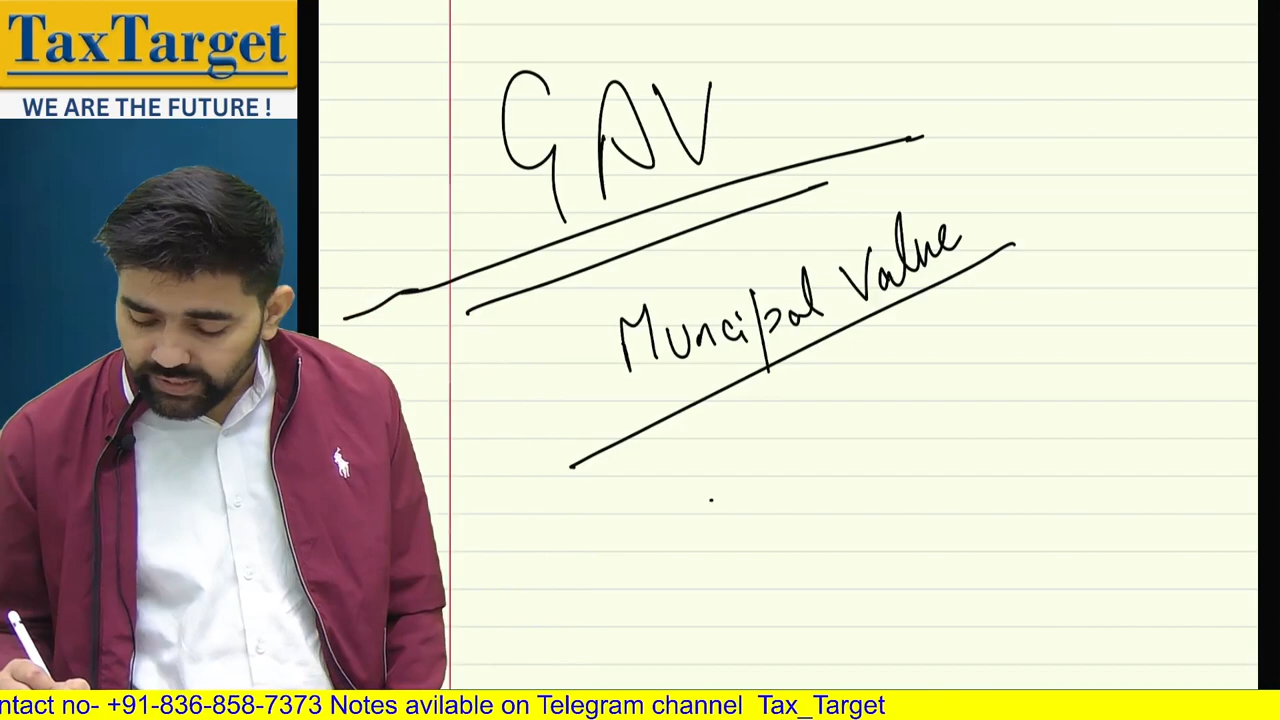 TaxTarget
WE ARE THE FUTURE !
GAV
Muncipal Value
ntact no- +91-836-858-7373 Notes avilable on Telegram channel Tax_Target